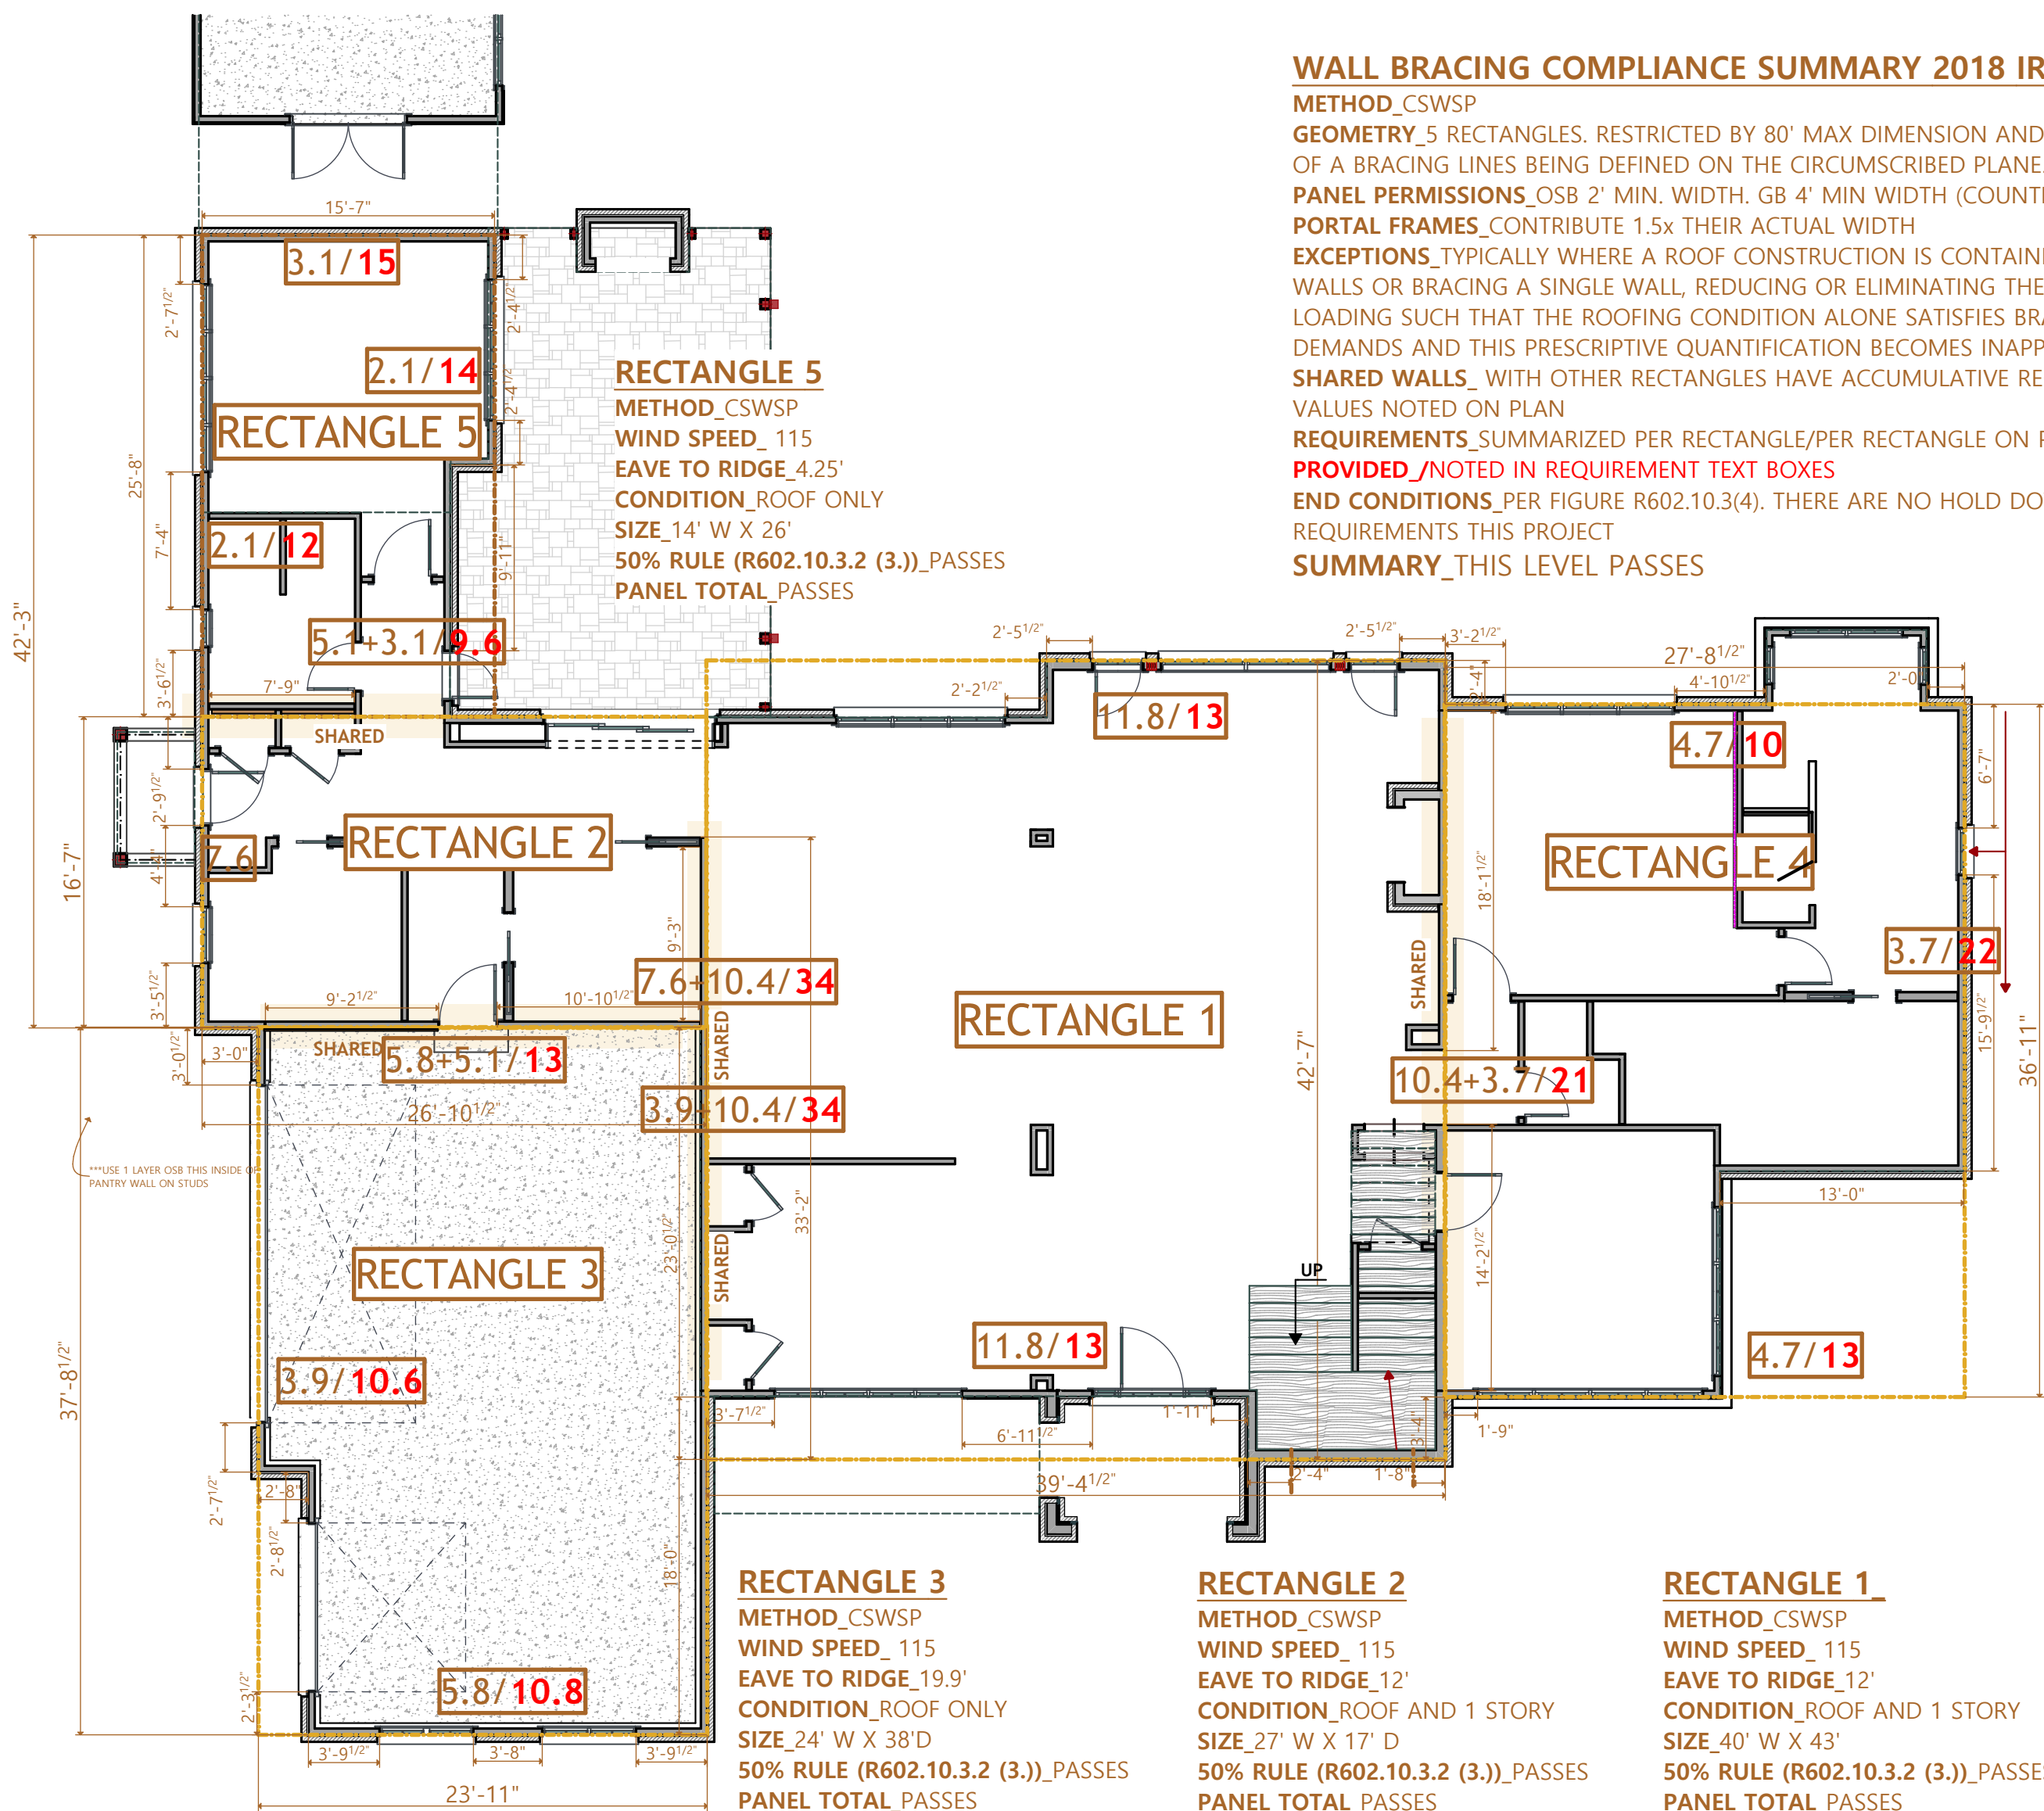 WALL BRACING COMPLIANCE SUMMARY 2018 IR
METHOD_CSWSP
GEOMETRY_5 RECTANGLES. RESTRICTED BY 80' MAX DIMENSION AND
OF A BRACING LINES BEING DEFINED ON THE CIRCUMSCRIBED PLANE
PANEL PERMISSIONS_OSB 2' MIN. WIDTH. GB 4' MIN WIDTH (COUNT
PORTAL FRAMES_CONTRIBUTE 1.5x THEIR ACTUAL WIDTH
EXCEPTIONS_TYPICALLY WHERE A ROOF CONSTRUCTION IS CONTAIN
WALLS OR BRACING A SINGLE WALL, REDUCING OR ELIMINATING THE
LOADING SUCH THAT THE ROOFING CONDITION ALONE SATISFIES BR
DEMANDS AND THIS PRESCRIPTIVE QUANTIFICATION BECOMES INAPP
SHARED WALLS_ WITH OTHER RECTANGLES HAVE ACCUMULATIVE RE
VALUES NOTED ON PLAN
REQUIREMENTS_SUMMARIZED PER RECTANGLE/PER RECTANGLE ON
PROVIDED_/NOTED IN REQUIREMENT TEXT BOXES
END CONDITIONS_PER FIGURE R602.10.3(4). THERE ARE NO HOLD DO
REQUIREMENTS THIS PROJECT
SUMMARY_THIS LEVEL PASSES
15'-7"
3.1/15
2'-7 1/2"
2'-4 1/2"
2.1/14
2'-4 1/2"
RECTANGLE 5
25'-8"
42'-3"
7'-4"
2.1/12
9'-11"
5.1+3.1/9.6
3'-6 1/2"
7'-9"
SHARED
RECTANGLE 5
METHOD_CSWSP
WIND SPEED_ 115
EAVE TO RIDGE_4.25'
CONDITION_ROOF ONLY
SIZE_14' W X 26'
50% RULE (R602.10.3.2 (3.))_PASSES
PANEL TOTAL_PASSES
2'-5 1/2"
2'-5 1/2"
3'-2 1/2"
27'-8 1/2"
2'-2 1/2"
4'-10 1/2"
2'-0
11.8/13
4.7/10
6'-7"
2'-9 1/2"
16'-7"
7.6
4'-4"
RECTANGLE 2
9'-3"
3'-5 1/2"
9'-2 1/2"
10'-10 1/2"
7.6+10.4/34
RECTANGLE 1
SHARED
18'-1 1/2"
RECTANGLE 4
3.7/22
15'-9 1/2"
36'-11"
3'-0 1/2"
3'-0"
SHARED
5.8+5.1/13
SHARED
42'-7"
10.4+3.7/21
26'-10 1/2"
3.9+10.4/34
***USE 1 LAYER OSB THIS INSIDE OF
PANTRY WALL ON STUDS
13'-0"
33'-2"
23'-0 1/2"
SHARED
RECTANGLE 3
UP
14'-2 1/2"
11.8/13
4.7/13
3.9/10.6
37'-8 1/2"
3'-7 1/2"
1'-11"
6'-11 1/2"
3'-4"
1'-9"
2'-4"
1'-8"
39'-4 1/2"
2'-7 1/2"
2'-8"
2'-8 1/2"
18'-0"
2'-3 1/2"
5.8/10.8
3'-9 1/2"
3'-8"
3'-9 1/2"
23'-11"
RECTANGLE 3
METHOD_CSWSP
WIND SPEED_ 115
EAVE TO RIDGE_19.9'
CONDITION_ROOF ONLY
SIZE_24' W X 38'D
50% RULE (R602.10.3.2 (3.))_PASSES
PANEL TOTAL_PASSES
RECTANGLE 2
METHOD_CSWSP
WIND SPEED_ 115
EAVE TO RIDGE_12'
CONDITION_ROOF AND 1 STORY
SIZE_27' W X 17' D
50% RULE (R602.10.3.2 (3.))_PASSES
PANEL TOTAL PASSES
RECTANGLE 1_
METHOD_CSWSP
WIND SPEED_ 115
EAVE TO RIDGE_12'
CONDITION_ROOF AND 1 STORY
SIZE_40' W X 43'
50% RULE (R602.10.3.2 (3.))_PASSE
PANEL TOTAL PASSES